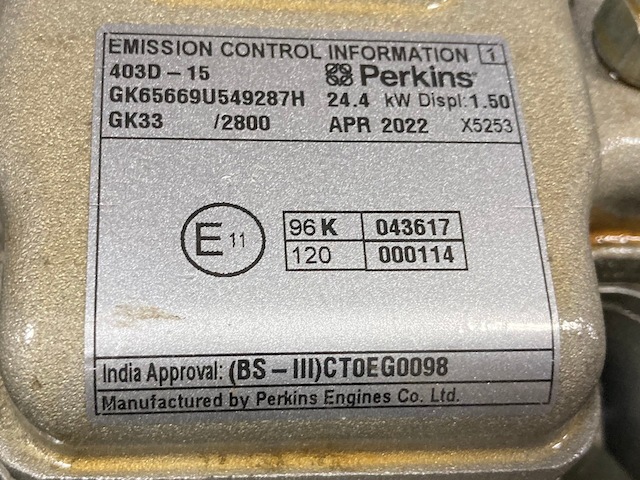 EMISSION CONTROL INFORMATION 1
403D-15 Perkins
GK65669U549287H 24.4 kW Displ:1.50
GK33 /2800 APR 2022 X5253
E 11
96 K 043617
120 000114
India Approval: (BS-III)CT0EG0098
Manufactured by Perkins Engines Co. Ltd.